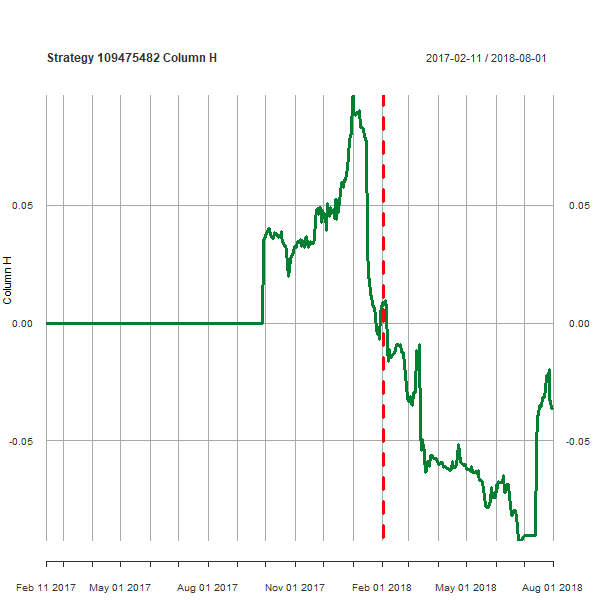 Strategy 109475482 Column H
2017-02-11 / 2018-08-01
0.05
0.05
0.00
0.00
-0.05
-0.05
Column H
Feb 11 2017
May 01 2017
Aug 01 2017
Nov 01 2017
Feb 01 2018
May 01 2018
Aug 01 2018